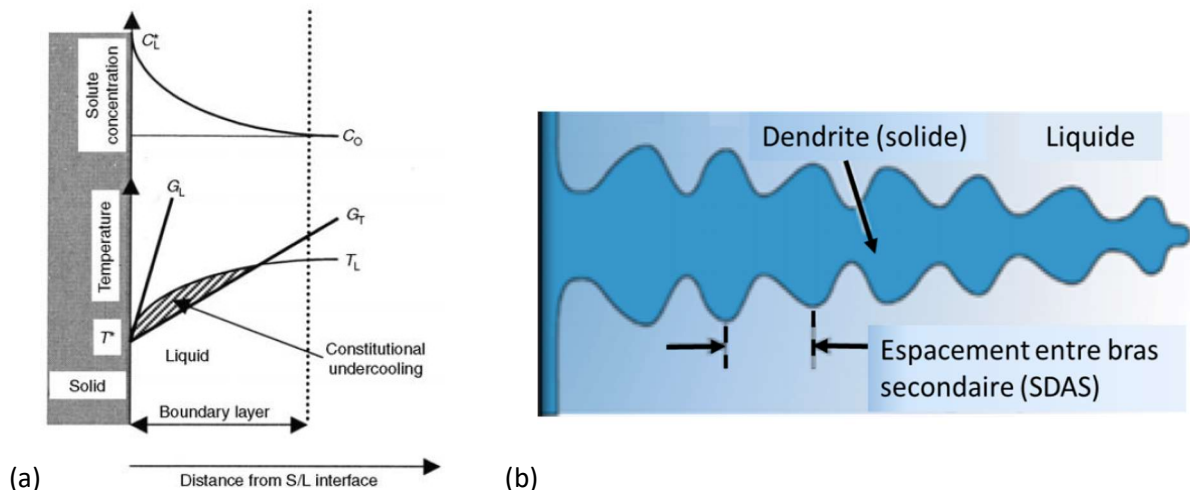 Solute
concentration
C*L
CO
GL
GT
Temperature
TL
T*
Liquid
Constitutional
undercooling
Solid
Boundary layer
Distance from S/L interface
(a)
Dendrite (solide)
Liquide
Espacement entre bras
secondaire (SDAS)
(b)